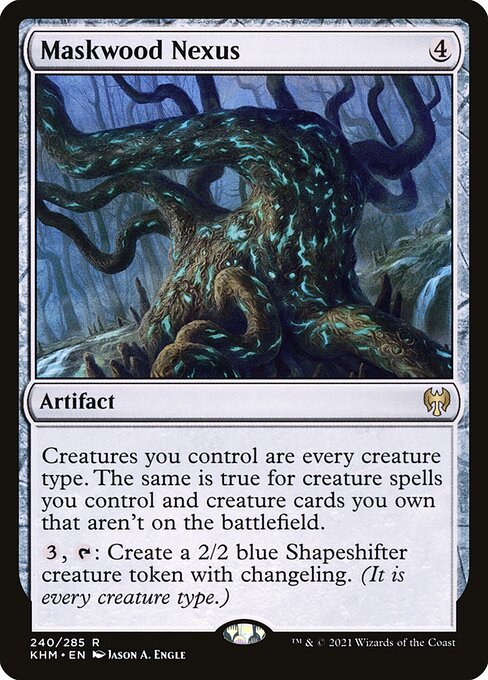 Maskwood Nexus 4
Artifact
Creatures you control are every creature
type. The same is true for creature spells
you control and creature cards you own
that aren't on the battlefield.
3, : Create a 2/2 blue Shapeshifter
creature token with changeling. (It is
every creature type.)
240/285 R
KHM • EN Jason A. Engle
™ & © 2021 Wizards of the Coast